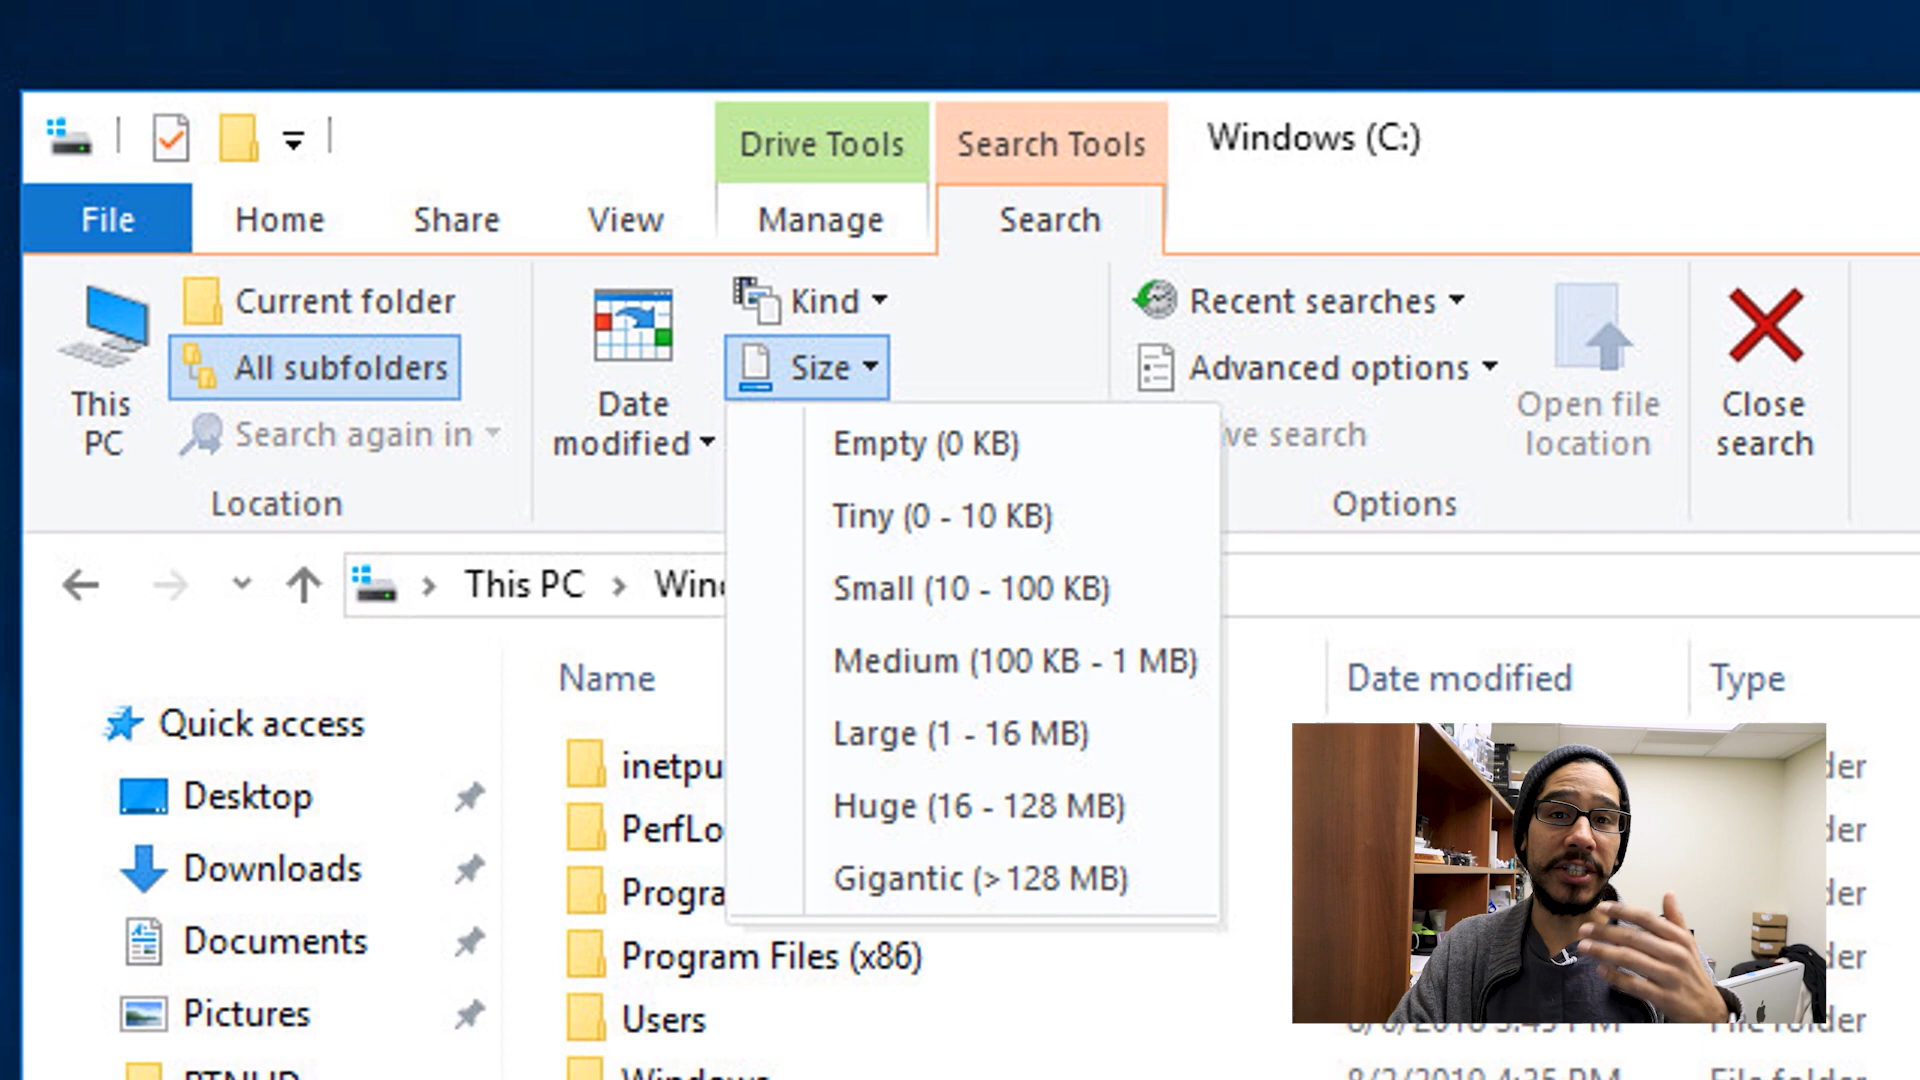 Drive Tools
Search Tools
Windows (C:)
File
Home
Share
View
Manage
Search
This PC
Current folder
All subfolders
Search again in
Location
Date modified
Kind
Size
Recent searches
Advanced options
ve search
Options
Open file location
Close search
Empty (0 KB)
Tiny (0 - 10 KB)
Small (10 - 100 KB)
Medium (100 KB - 1 MB)
Large (1 - 16 MB)
Huge (16 - 128 MB)
Gigantic (>128 MB)
This PC
Wind
Name
Date modified
Type
Quick access
Desktop
Downloads
Documents
Pictures
inetpu
PerfLo
Progra
Program Files (x86)
Users
Windows
der
der
der
der
File folder